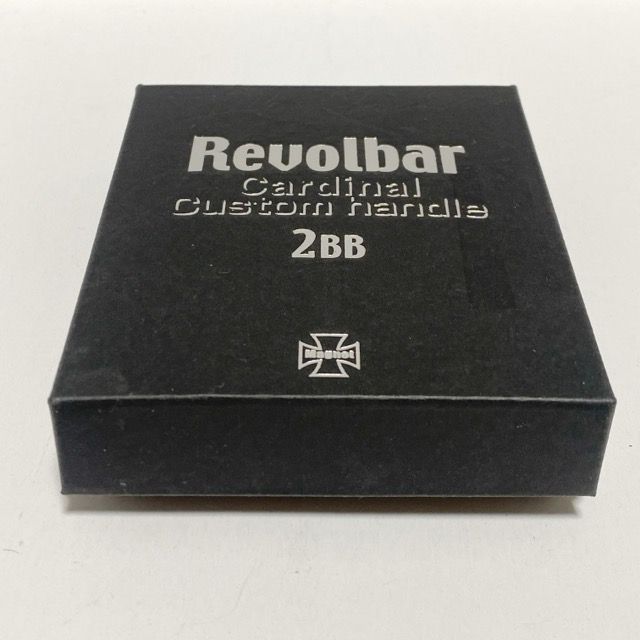 Revolbar
Cardinal
Custom handle
2BB
Magnet